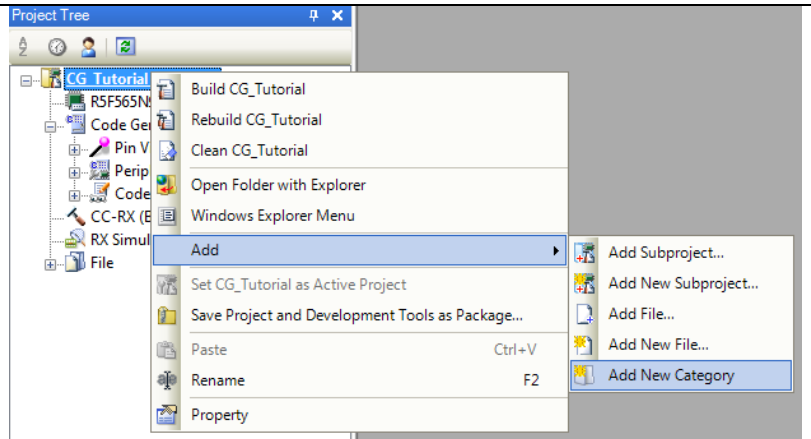 Project Tree
CG_Tutorial
R5F565N
Code Ge
Pin V
Perip
Code
CC-RX (B
RX Simul
File
Build CG_Tutorial
Rebuild CG_Tutorial
Clean CG_Tutorial
Open Folder with Explorer
Windows Explorer Menu
Add
Set CG_Tutorial as Active Project
Save Project and Development Tools as Package...
Paste Ctrl+V
Rename F2
Property
Add Subproject...
Add New Subproject...
Add File...
Add New File...
Add New Category